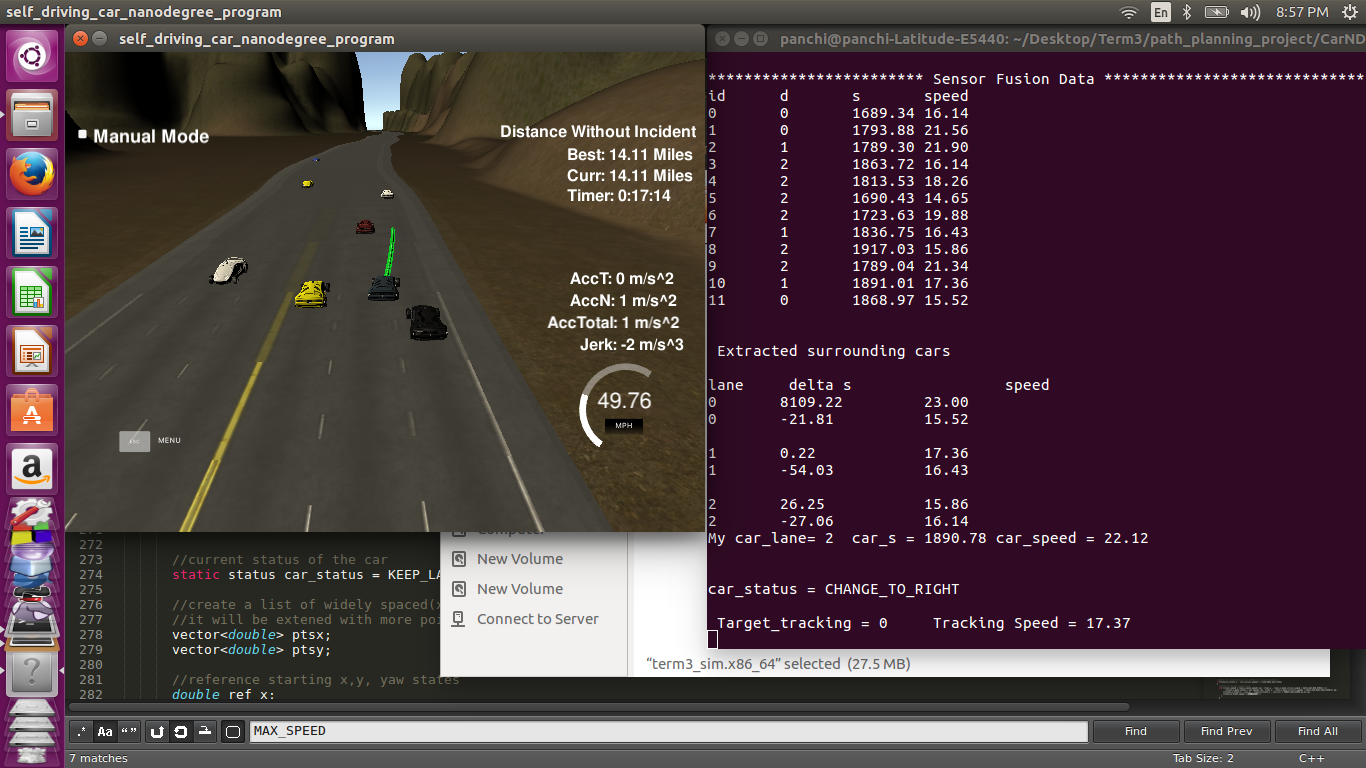 self_driving_car_nanodegree_program
En
8:57 PM
self_driving_car_nanodegree_program
Manual Mode
Distance Without Incident
Best: 14.11 Miles
Curr: 14.11 Miles
Timer: 0:17:14
AccT: 0 m/s^2
AccN: 1 m/s^2
AccTotal: 1 m/s^2
Jerk: -2 m/s^3
49.76
MPH
ESC
MENU
panchi@panchi-Latitude-E5440: ~/Desktop/Term3/path_planning_project/CarND
************************ Sensor Fusion Data *****************************
id d s speed
0 0 1689.34 16.14
1 0 1793.88 21.56
2 1 1789.30 21.90
3 2 1863.72 16.14
4 2 1813.53 18.26
5 2 1690.43 14.65
6 2 1723.63 19.88
7 1 1836.75 16.43
8 2 1917.03 15.86
9 2 1789.04 21.34
10 1 1891.01 17.36
11 0 1868.97 15.52
Extracted surrounding cars
lane delta s speed
0 8109.22 23.00
0 -21.81 15.52
1 0.22 17.36
1 -54.03 16.43
2 26.25 15.86
2 -27.06 16.14
My car_lane= 2 car_s = 1890.78 car_speed = 22.12
car_status = CHANGE_TO_RIGHT
Target_tracking = 0 Tracking Speed = 17.37
272
273 //current status of the car
274 static status car_status = KEEP_LA
275
276 //create a list of widely spaced(x
277 //it will be extened with more poi
278 vector<double> ptsx;
279 vector<double> ptsy;
280
281 //reference starting x,y, yaw states
282 double ref x:
Computer
New Volume
New Volume
Connect to Server
“term3_sim.x86_64” selected (27.5 MB)
.* Aa “” MAX_SPEED Find Find Prev Find All
7 matches Tab Size: 2 C++